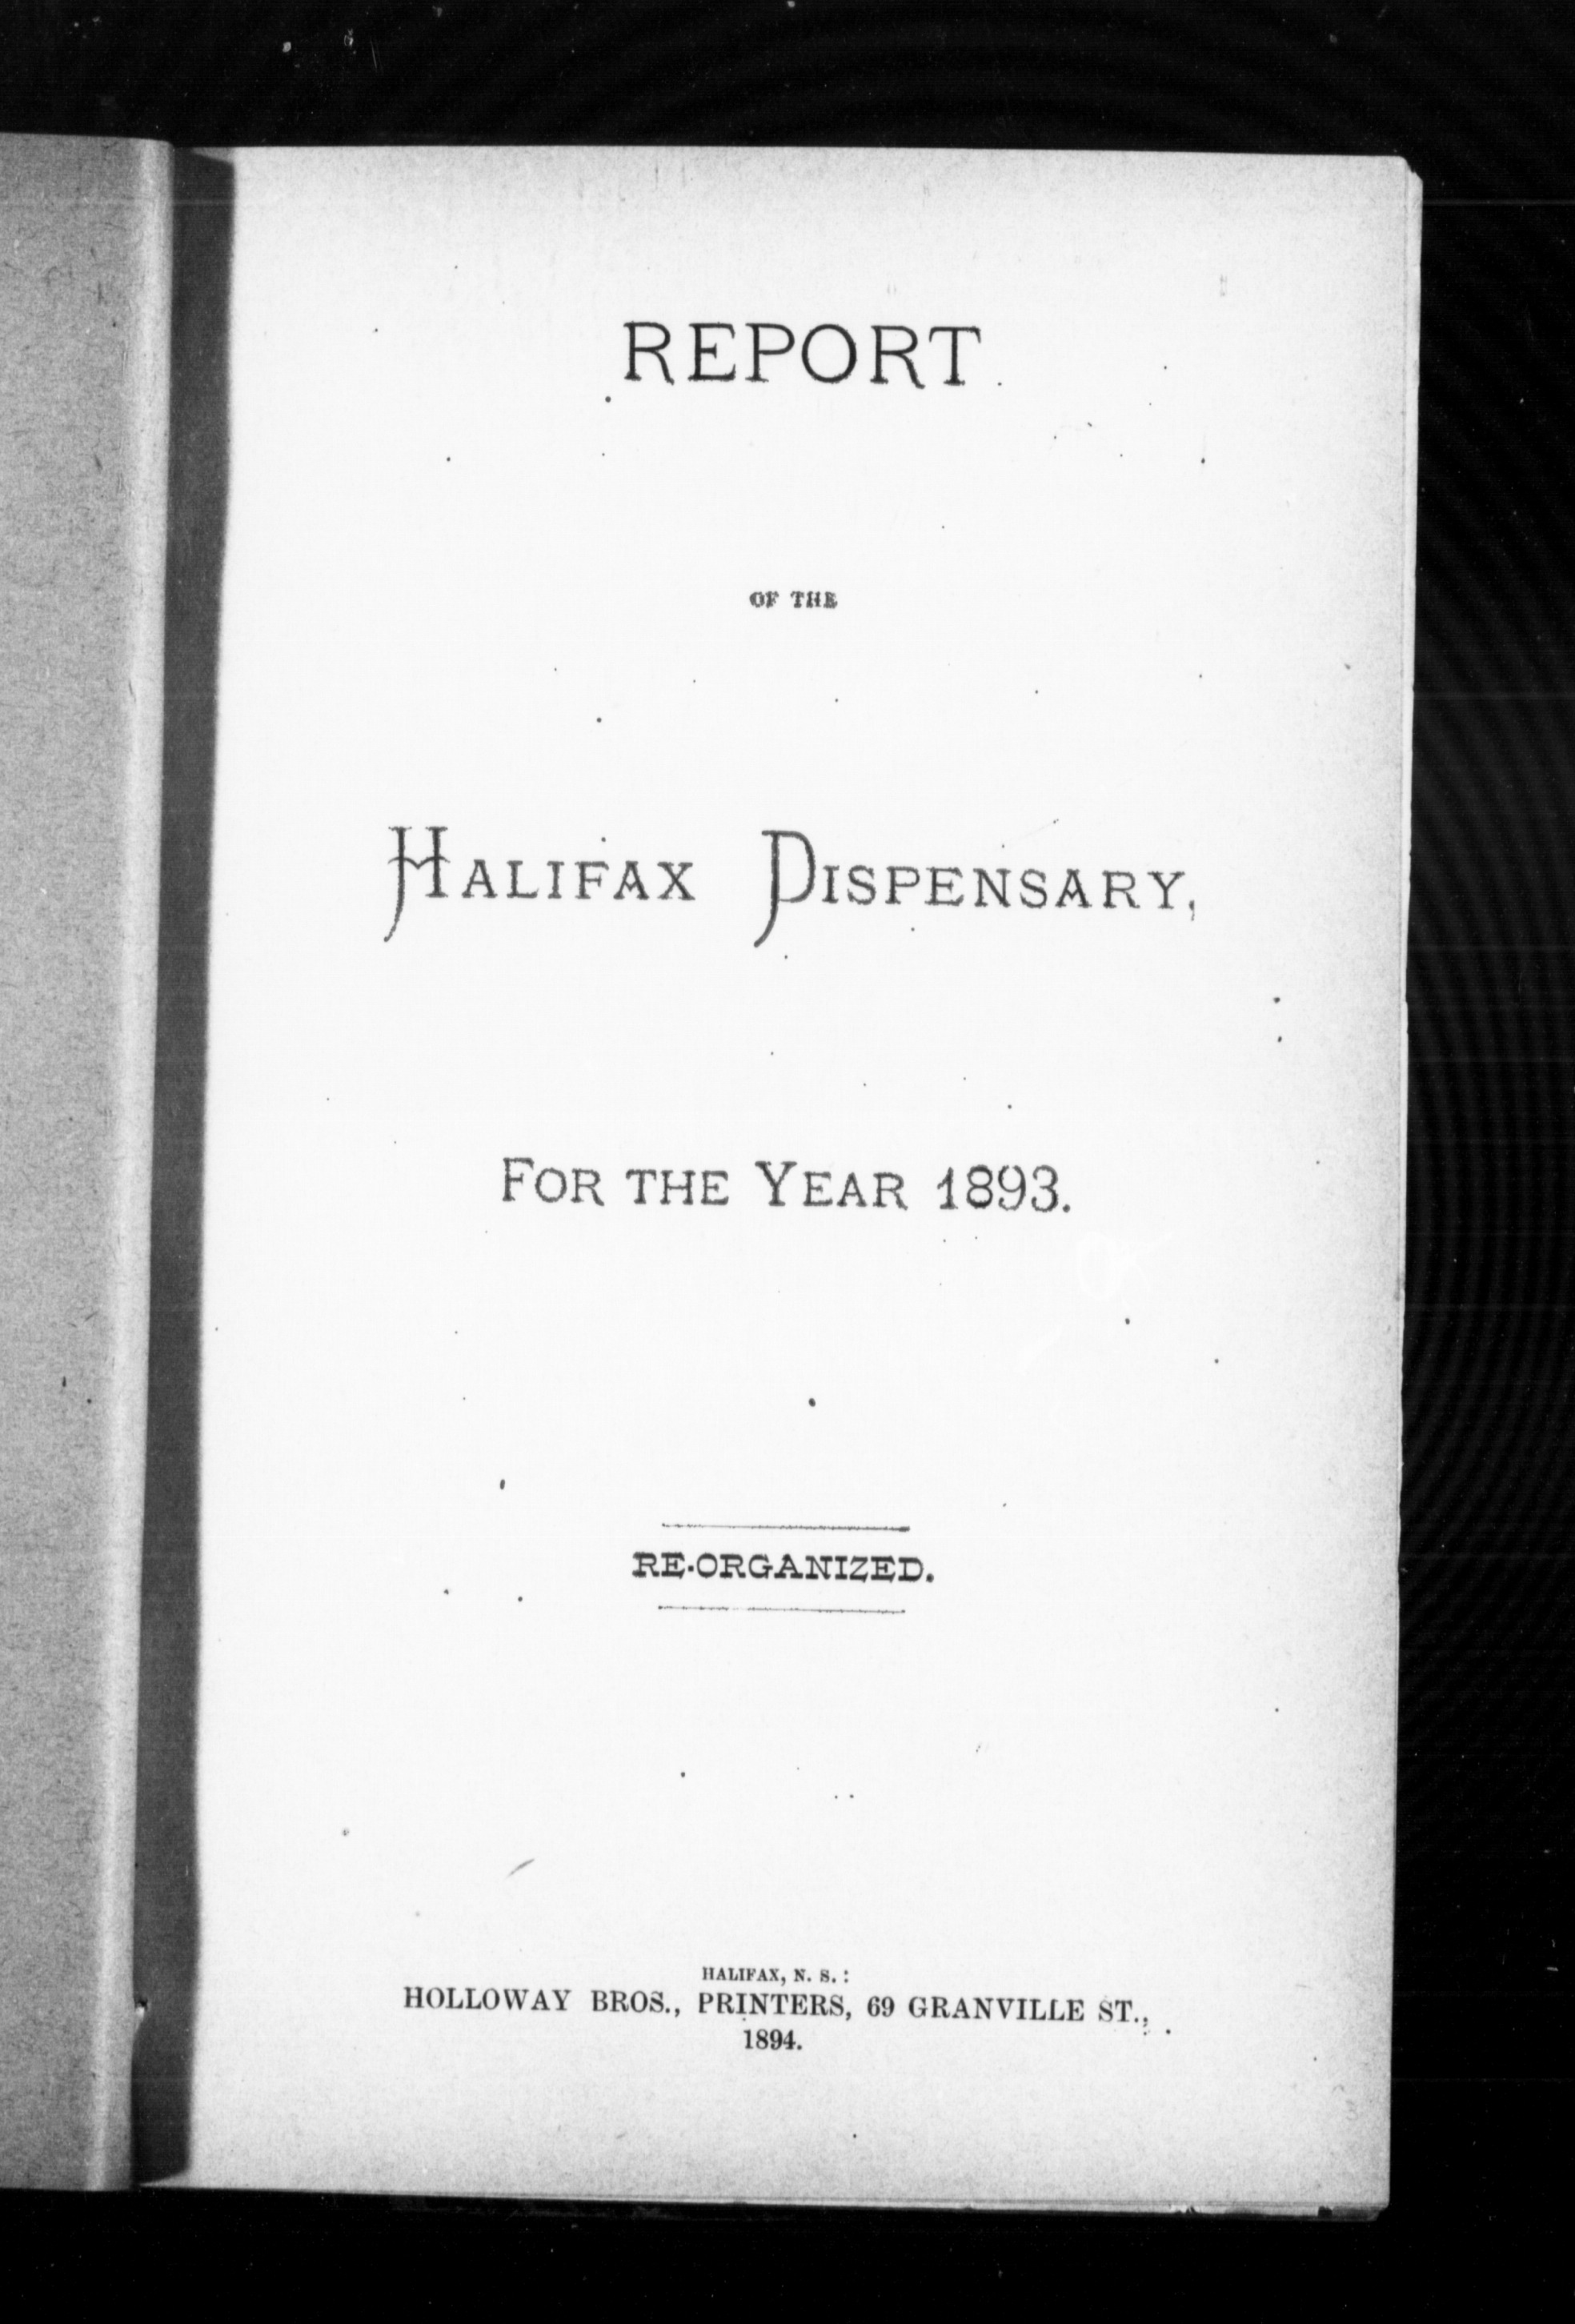 REPORT
OF THE
HALIFAX DISPENSARY,
FOR THE YEAR 1893.
RE-ORGANIZED.
HALIFAX, N. S. :
HOLLOWAY BROS., PRINTERS, 69 GRANVILLE ST.,
1894.